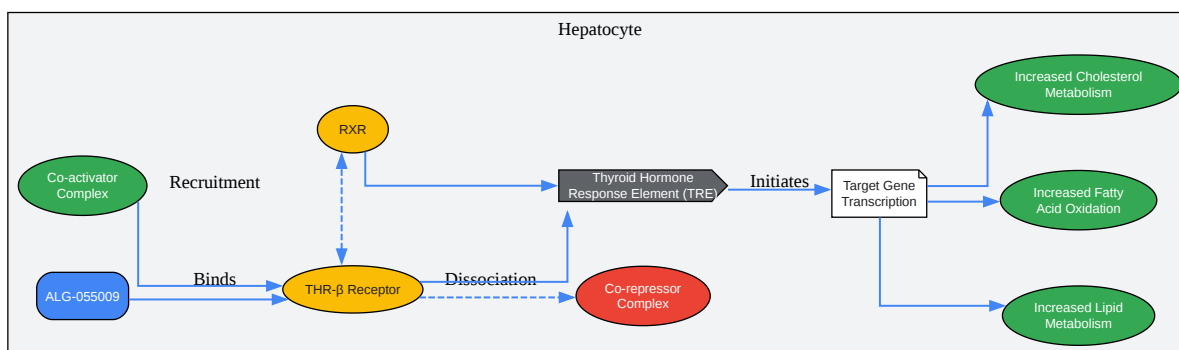 Hepatocyte
Increased Cholesterol
Metabolism
RXR
Co-activator
Complex
Recruitment
Thyroid Hormone
Response Element (TRE)
Initiates
Target Gene
Transcription
Increased Fatty
Acid Oxidation
ALG-055009
Binds
THR-β Receptor
Dissociation
Co-repressor
Complex
Increased Lipid
Metabolism